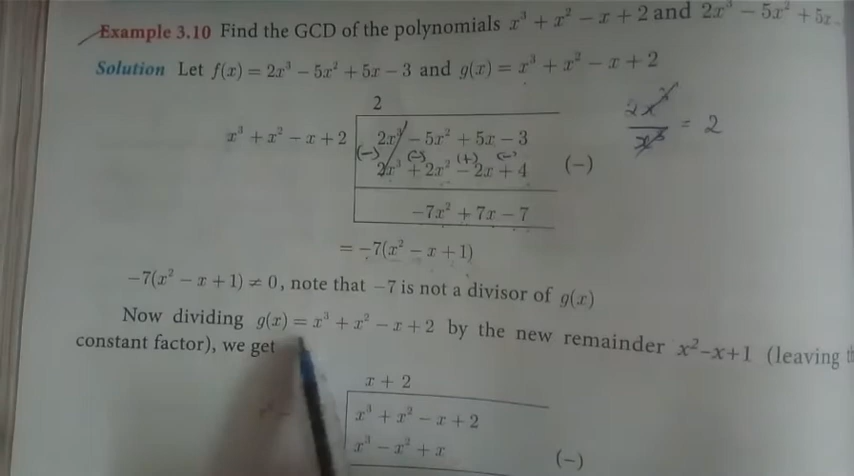 Example 3.10 Find the GCD of the polynomials x³ + x² − x + 2 and 2x³ − 5x² + 5x
Solution Let f(x) = 2x³ − 5x² + 5x − 3 and g(x) = x³ + x² − x + 2
2
x³ + x² − x + 2 2x³ − 5x² + 5x − 3
(−) (−) (+) (−)
2x³ + 2x² − 2x + 4 (−)
2x³/x³ = 2
−7x² + 7x − 7
= −7(x² − x + 1)
−7(x² − x + 1) ≠ 0, note that −7 is not a divisor of g(x)
Now dividing g(x) = x³ + x² − x + 2 by the new remainder x²−x+1 (leaving
constant factor), we get
x + 2
x³ + x² − x + 2
x³ − x² + x (−)